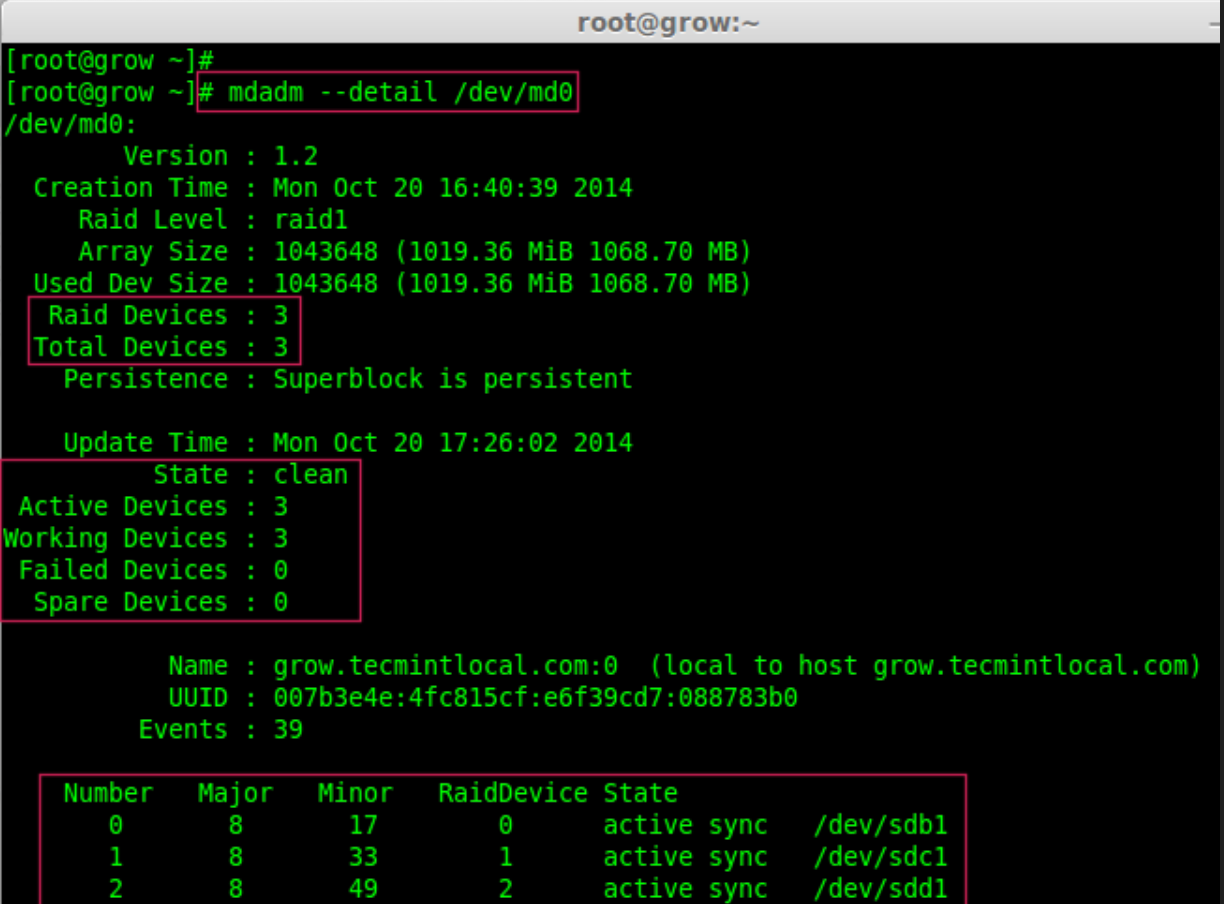 root@grow:~
[root@grow ~]#
[root@grow ~]# mdadm --detail /dev/md0
/dev/md0:
Version : 1.2
Creation Time : Mon Oct 20 16:40:39 2014
Raid Level : raid1
Array Size : 1043648 (1019.36 MiB 1068.70 MB)
Used Dev Size : 1043648 (1019.36 MiB 1068.70 MB)
Raid Devices : 3
Total Devices : 3
Persistence : Superblock is persistent
Update Time : Mon Oct 20 17:26:02 2014
State : clean
Active Devices : 3
Working Devices : 3
Failed Devices : 0
Spare Devices : 0
Name : grow.tecmintlocal.com:0  (local to host grow.tecmintlocal.com)
UUID : 007b3e4e:4fc815cf:e6f39cd7:088783b0
Events : 39
Number   Major   Minor   RaidDevice State
0       8       17        0      active sync   /dev/sdb1
1       8       33        1      active sync   /dev/sdc1
2       8       49        2      active sync   /dev/sdd1